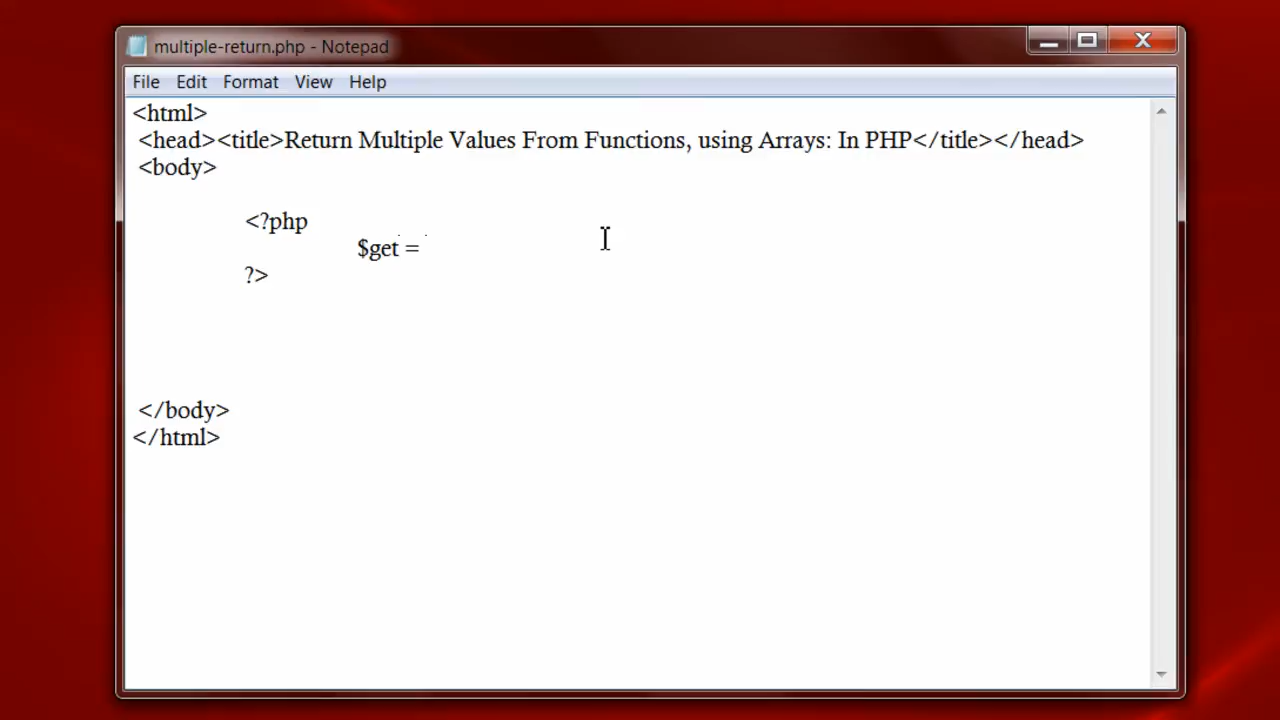 multiple-return.php - Notepad
File Edit Format View Help
<html>
<head><title>Return Multiple Values From Functions, using Arrays: In PHP</title></head>
<body>
<?php
$get =
?>
</body>
</html>